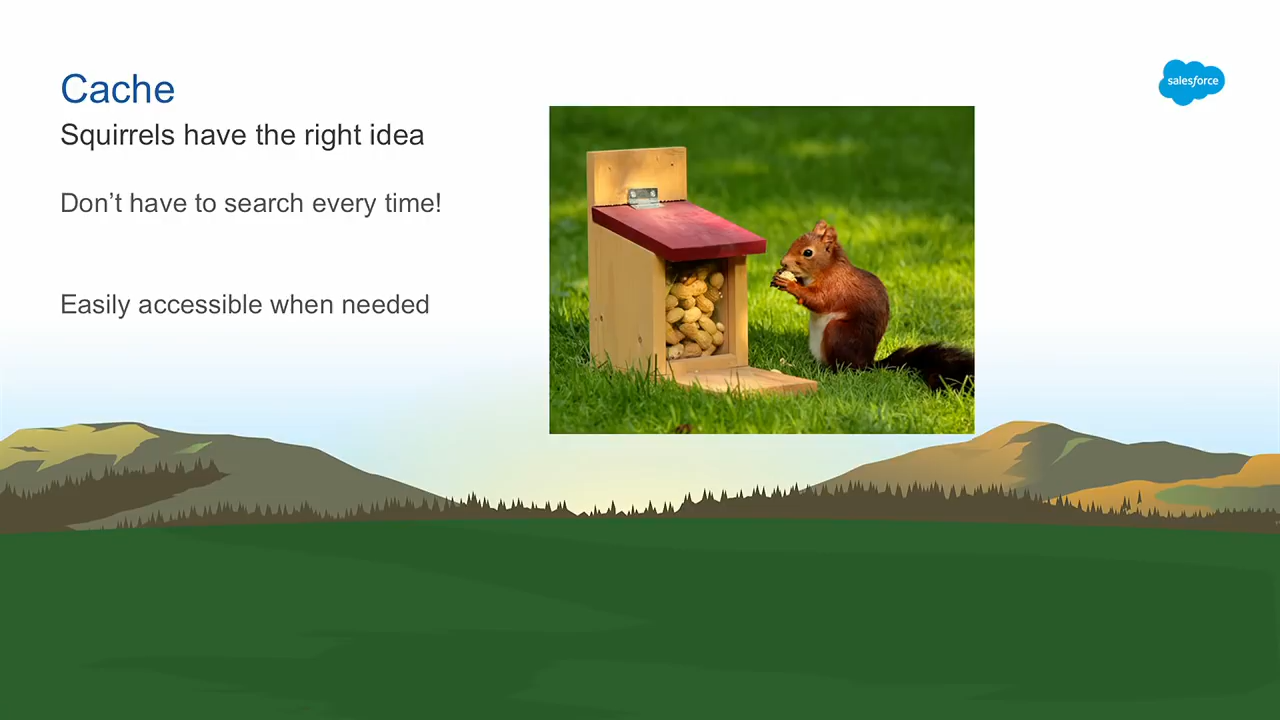 Cache
salesforce
Squirrels have the right idea
Don’t have to search every time!
Easily accessible when needed